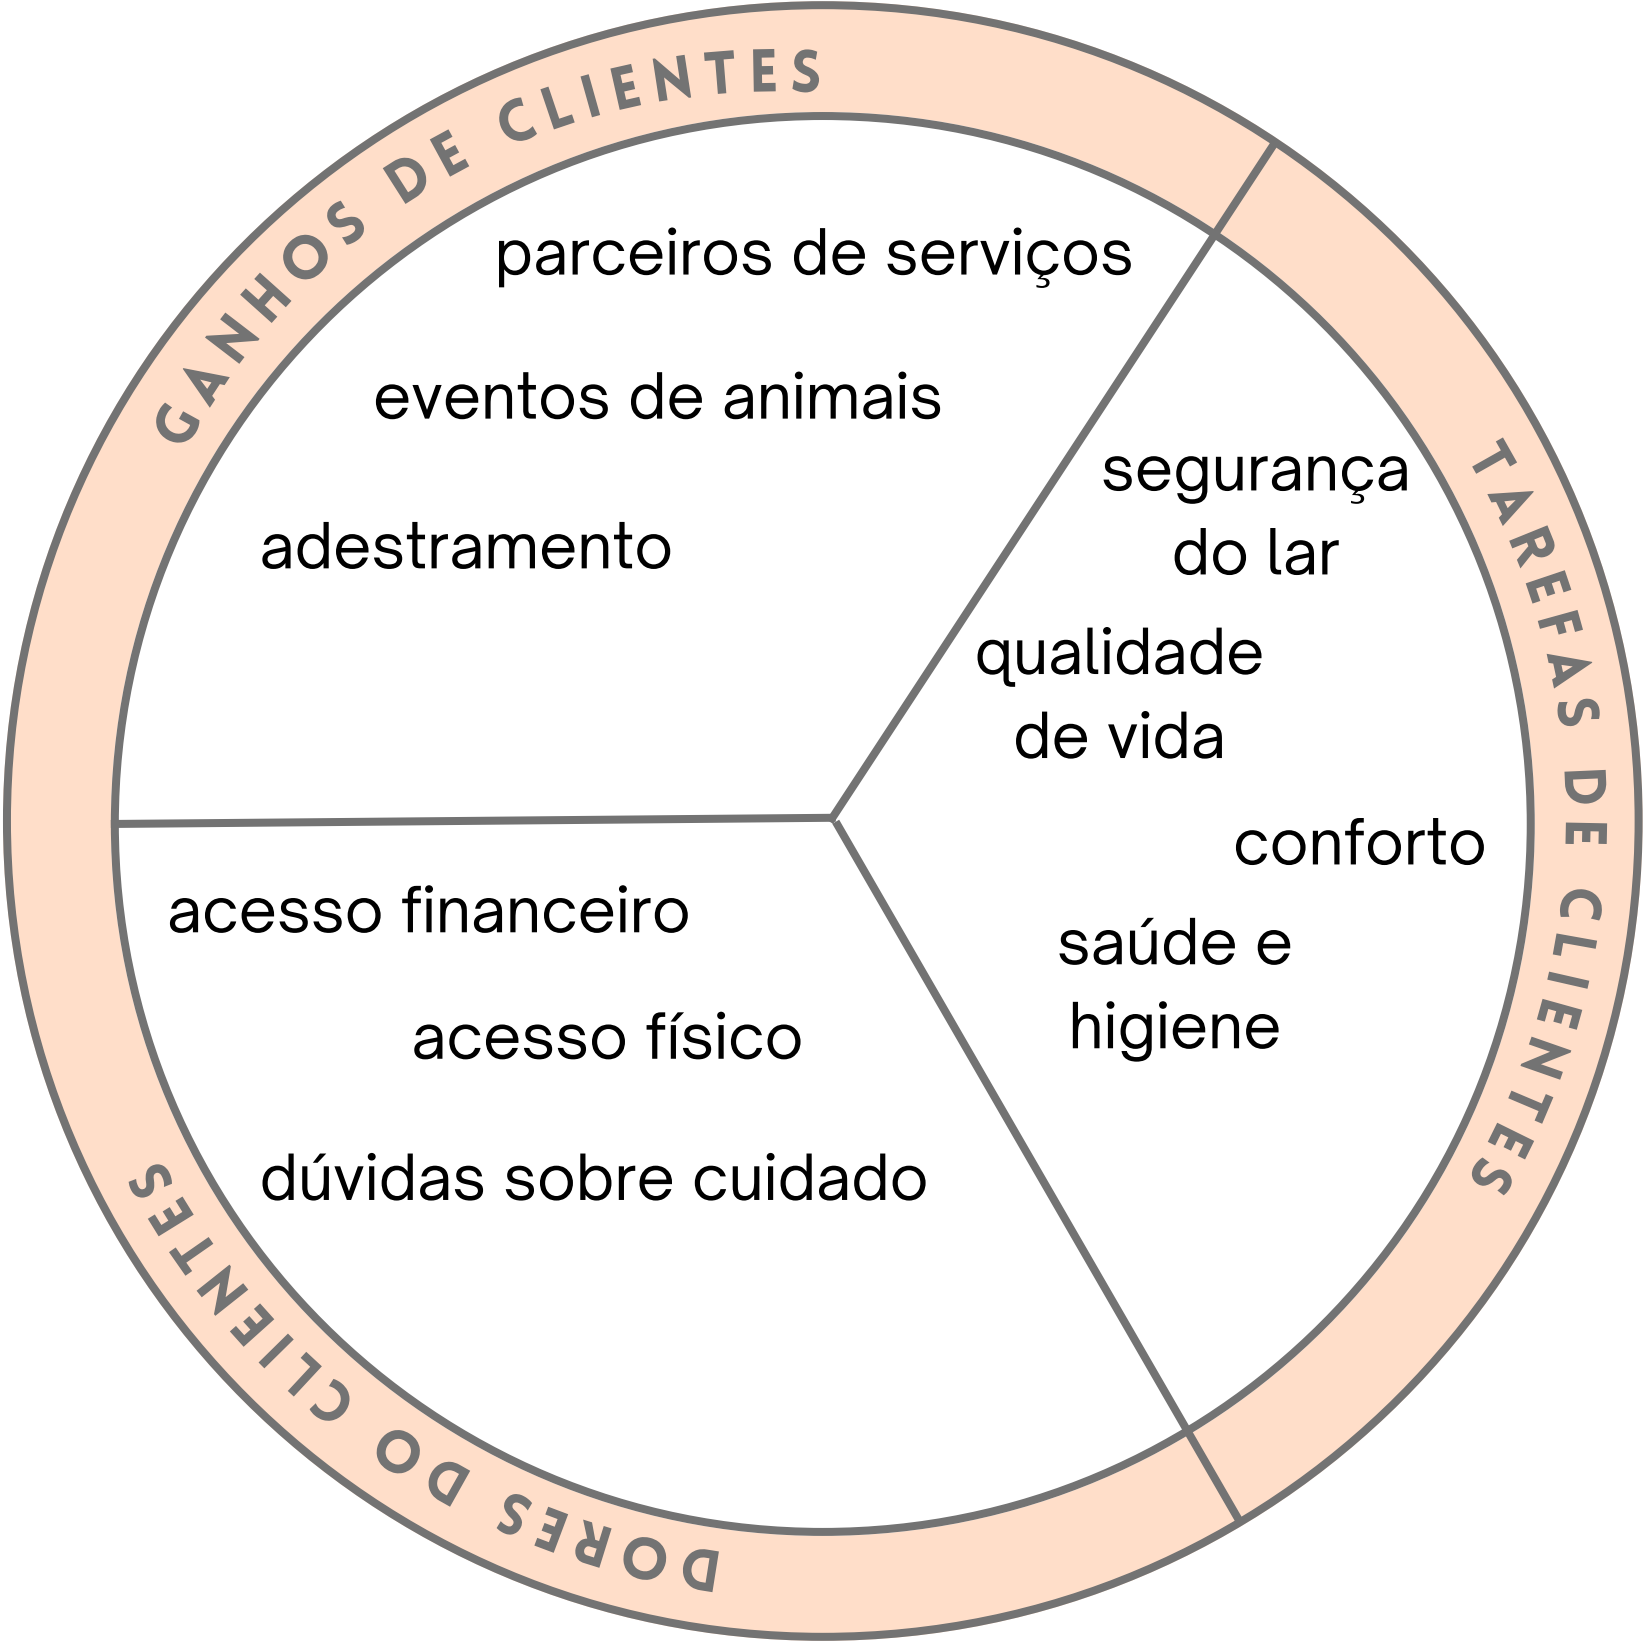 GANHOS DE CLIENTES
parceiros de serviços
eventos de animais
adestramento
TAREFAS DE CLIENTES
segurança
do lar
qualidade
de vida
conforto
saúde e
higiene
DORES DO CLIENTES
acesso financeiro
acesso físico
dúvidas sobre cuidado